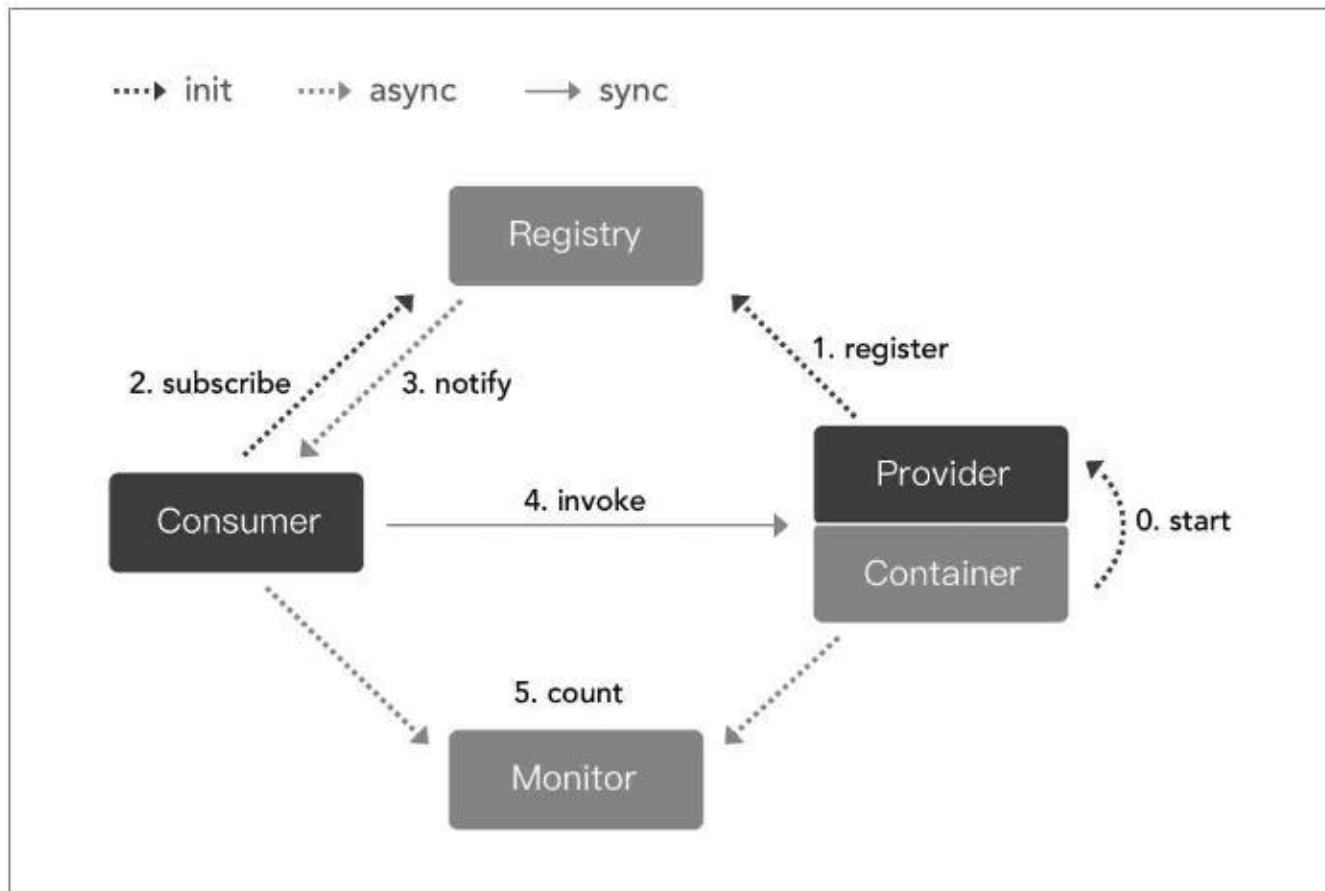 init async sync
Registry
1. register
2. subscribe 3. notify
Provider
4. invoke
Consumer
0. start
Container
5. count
Monitor